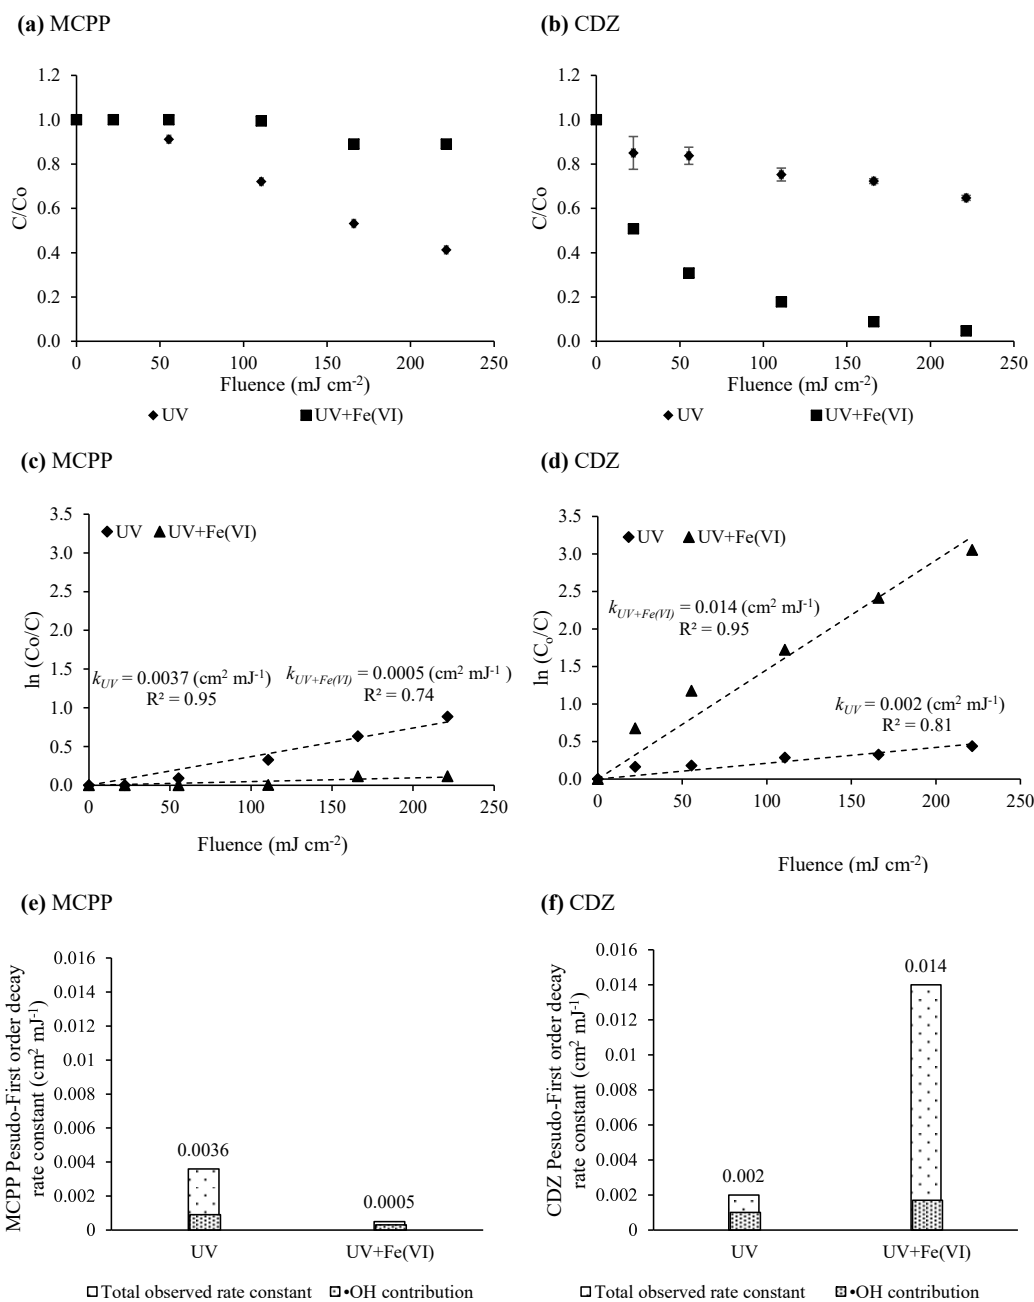 (a) MCPP
(b) CDZ
1.2
1.0
0.8
0.6
0.4
0.2
0.0
C/Co
0 50 100 150 200 250
Fluence (mJ cm-2)
UV UV+Fe(VI)
1.2
1.0
0.8
0.6
0.4
0.2
0.0
C/Co
0 50 100 150 200 250
Fluence (mJ cm-2)
UV UV+Fe(VI)
(c) MCPP
(d) CDZ
3.5
3.0
2.5
2.0
1.5
1.0
0.5
0.0
ln (Co/C)
UV UV+Fe(VI)
kUV = 0.0037 (cm2 mJ-1)
R² = 0.95
kUV+Fe(VI) = 0.0005 (cm2 mJ-1 )
R² = 0.74
0 50 100 150 200 250
Fluence (mJ cm-2)
3.5
3.0
2.5
2.0
1.5
1.0
0.5
0.0
ln (Co/C)
UV UV+Fe(VI)
kUV+Fe(VI) = 0.014 (cm2 mJ-1)
R² = 0.95
kUV = 0.002 (cm2 mJ-1)
R² = 0.81
0 50 100 150 200 250
Fluence (mJ cm-2)
(e) MCPP
(f) CDZ
MCPP Pesudo-First order decay
rate constant (cm2 mJ-1)
0.016
0.014
0.012
0.01
0.008
0.006
0.004
0.002
0
0.0036
0.0005
UV UV+Fe(VI)
Total observed rate constant •OH contribution
CDZ Pesudo-First order decay
rate constant (cm2 mJ-1)
0.016
0.014
0.012
0.01
0.008
0.006
0.004
0.002
0
0.002
0.014
UV UV+Fe(VI)
Total observed rate constant •OH contribution